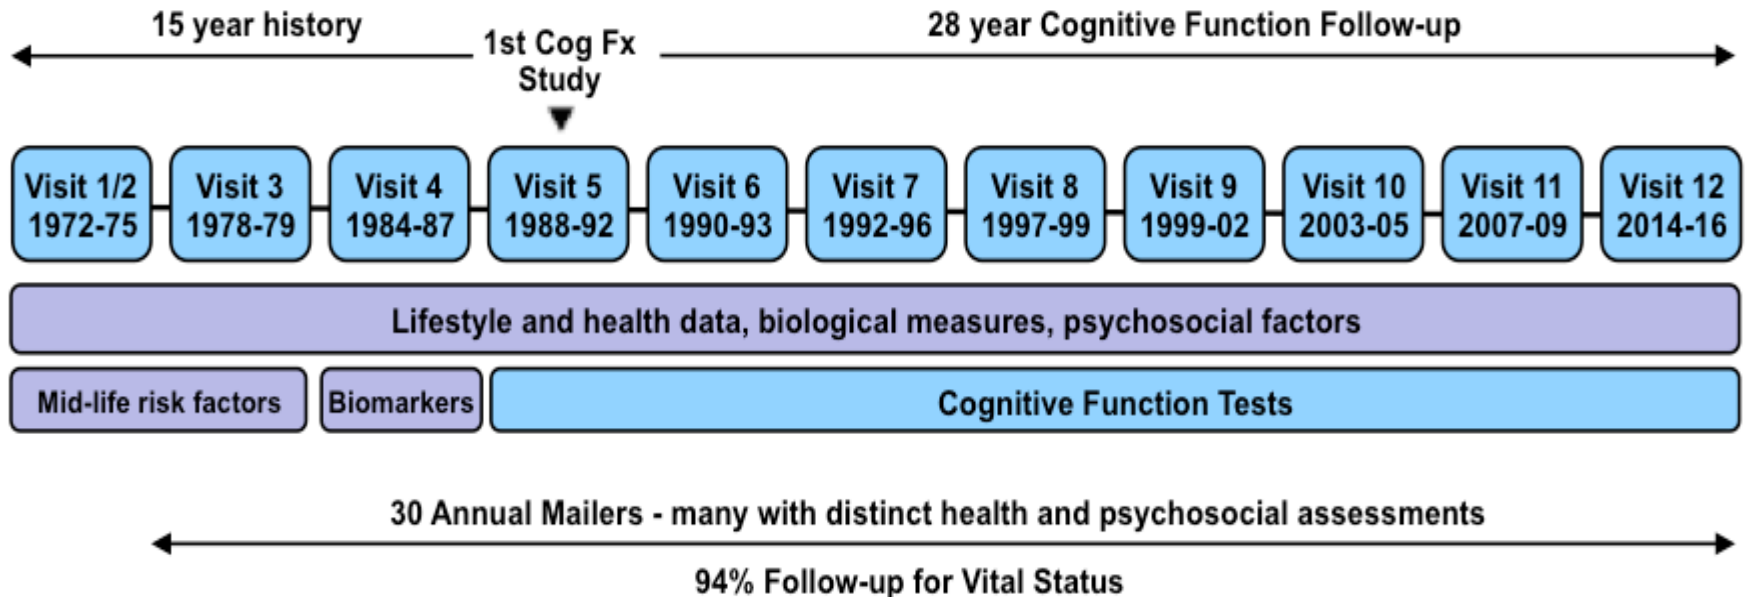 15 year history
1st Cog Fx
Study
28 year Cognitive Function Follow-up
Visit 1/2
1972-75
Visit 3
1978-79
Visit 4
1984-87
Visit 5
1988-92
Visit 6
1990-93
Visit 7
1992-96
Visit 8
1997-99
Visit 9
1999-02
Visit 10
2003-05
Visit 11
2007-09
Visit 12
2014-16
Lifestyle and health data, biological measures, psychosocial factors
Mid-life risk factors
Biomarkers
Cognitive Function Tests
30 Annual Mailers - many with distinct health and psychosocial assessments
94% Follow-up for Vital Status